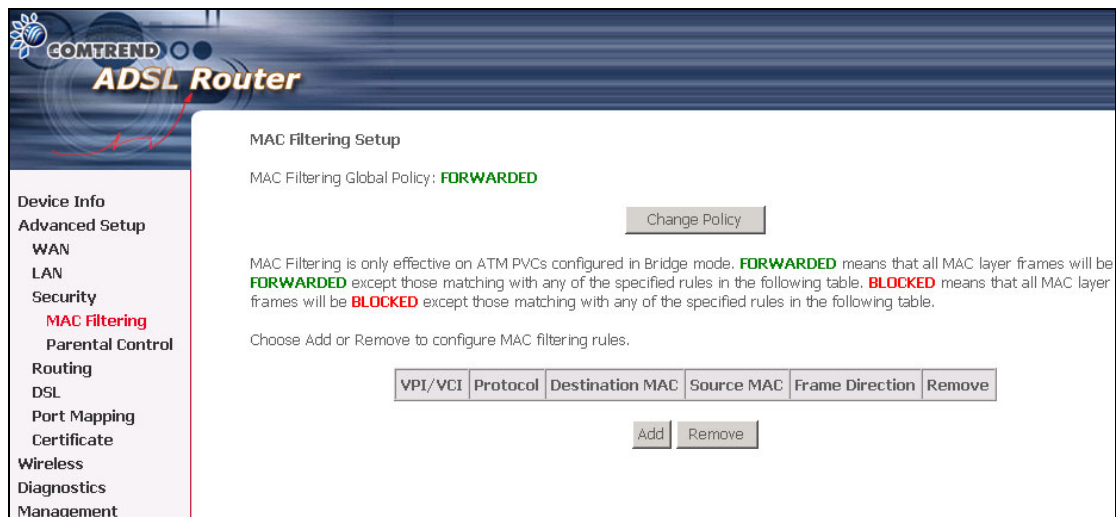 COMTREND
ADSL Router
Device Info
Advanced Setup
WAN
LAN
Security
MAC Filtering
Parental Control
Routing
DSL
Port Mapping
Certificate
Wireless
Diagnostics
Management
MAC Filtering Setup
MAC Filtering Global Policy: FORWARDED
Change Policy
MAC Filtering is only effective on ATM PVCs configured in Bridge mode. FORWARDED means that all MAC layer frames will be
FORWARDED except those matching with any of the specified rules in the following table. BLOCKED means that all MAC layer
frames will be BLOCKED except those matching with any of the specified rules in the following table.
Choose Add or Remove to configure MAC filtering rules.
VPI/VCI Protocol Destination MAC Source MAC Frame Direction Remove
Add Remove